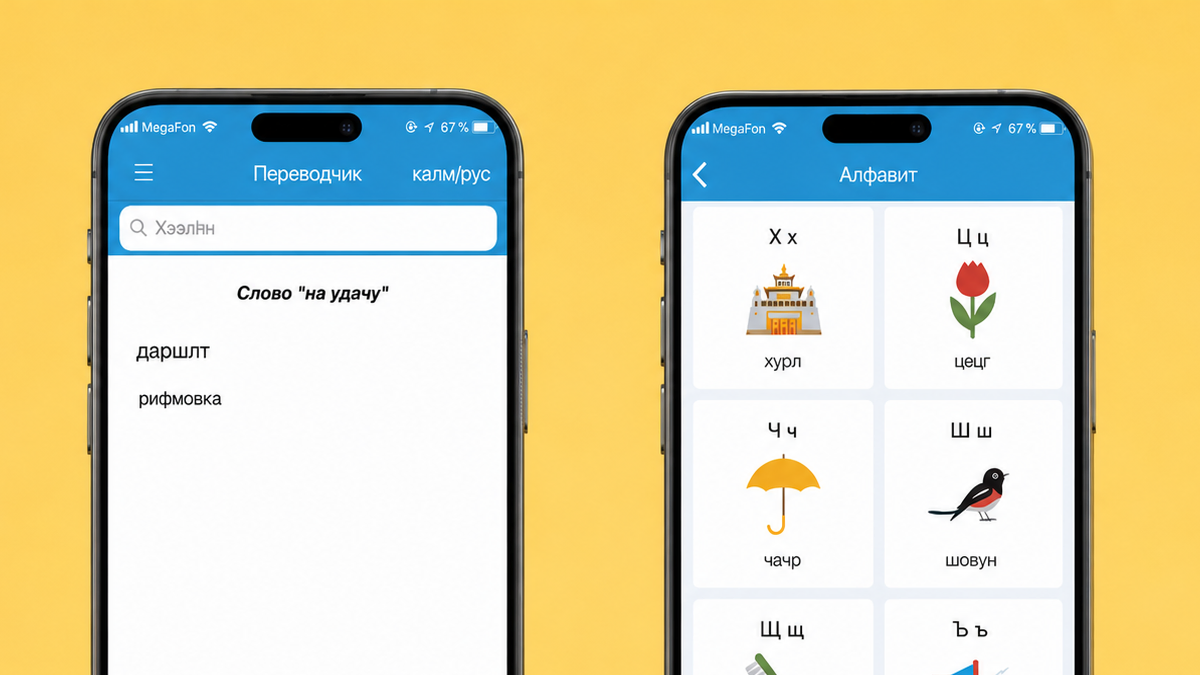 MegaFon 67 %
Переводчик калм/рус
Хээлһн
Слово "на удачу"
даршлт
рифмовка
MegaFon 67 %
Алфавит
Х х Ц ц
хурл цецг
Ч ч Ш ш
чачр шовун
Щ щ Ъ ъ